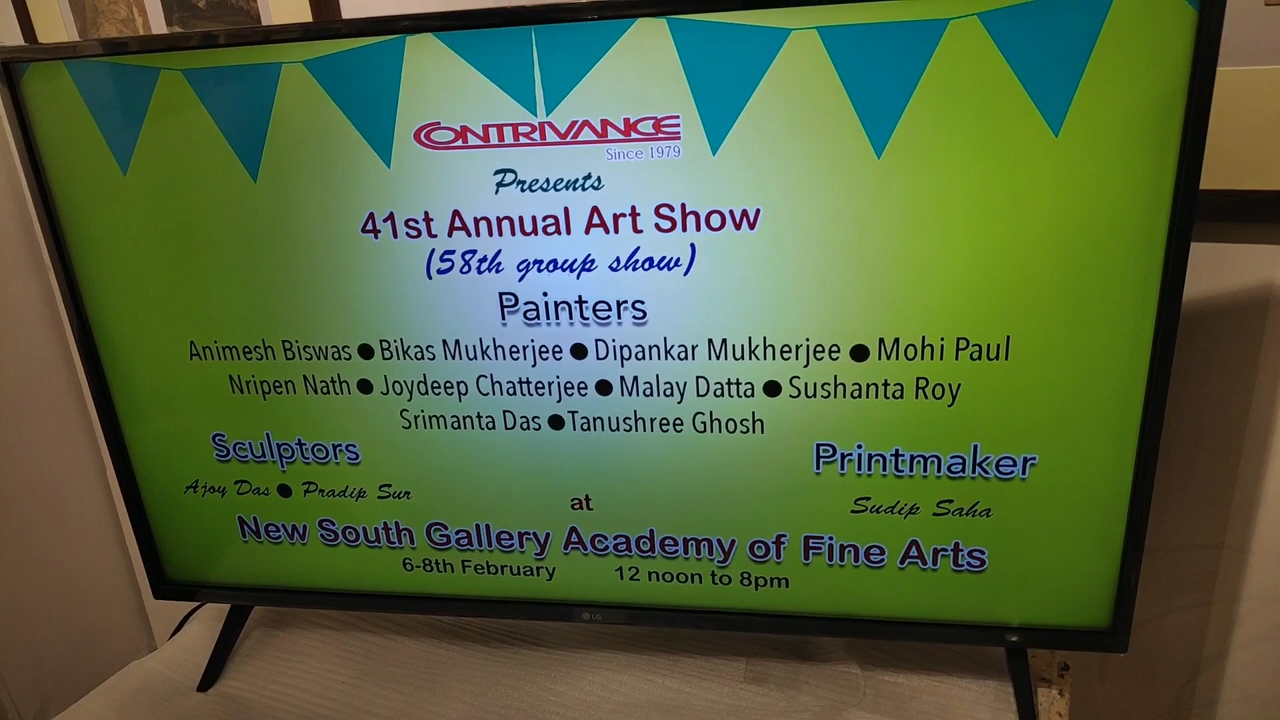 CONTRIVANCE
Since 1979
Presents
41st Annual Art Show
(58th group show)
Painters
Animesh Biswas ● Bikas Mukherjee ● Dipankar Mukherjee ● Mohi Paul
Nripen Nath ● Joydeep Chatterjee ● Malay Datta ● Sushanta Roy
Srimanta Das ● Tanushree Ghosh
Sculptors
Ajoy Das ● Pradip Sur
Printmaker
Sudip Saha
at
New South Gallery Academy of Fine Arts
6-8th February 12 noon to 8pm
LG